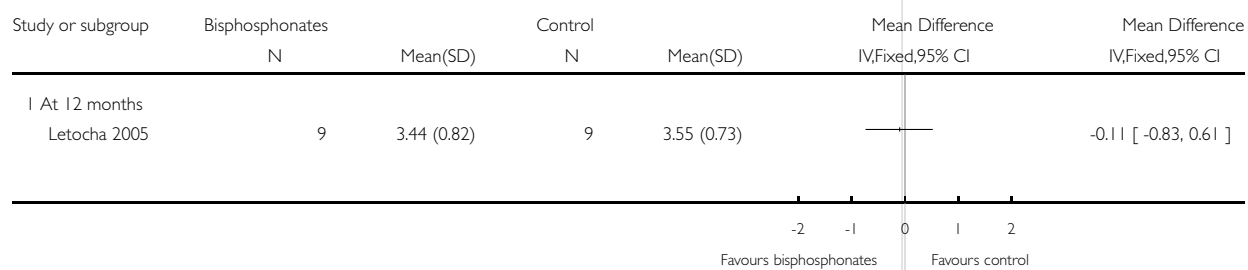 Study or subgroup Bisphosphonates Control Mean Difference Mean Difference
N Mean(SD) N Mean(SD) IV,Fixed,95% CI IV,Fixed,95% CI
1 At 12 months
Letocha 2005 9 3.44 (0.82) 9 3.55 (0.73) -0.11 [ -0.83, 0.61 ]
-2 -1 0 1 2
Favours bisphosphonates Favours control